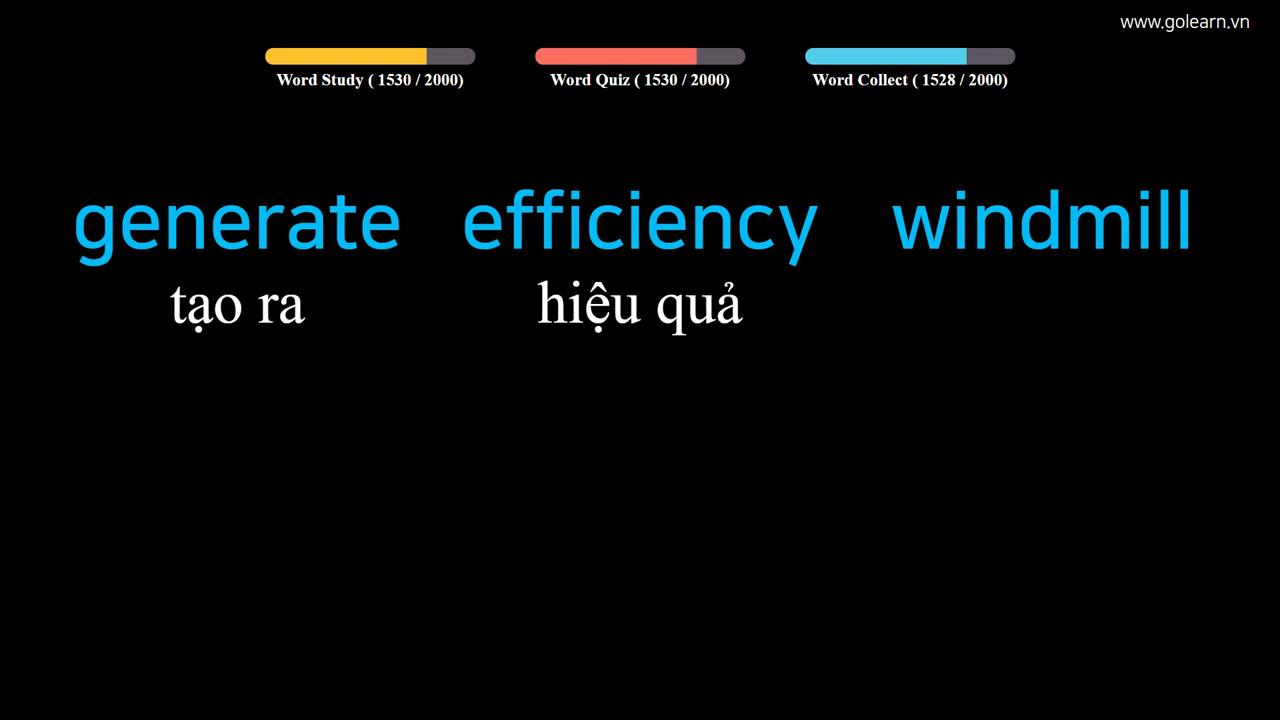 www.golearn.vn
Word Study ( 1530 / 2000)
Word Quiz ( 1530 / 2000)
Word Collect ( 1528 / 2000)
generate efficiency windmill
tạo ra hiệu quả